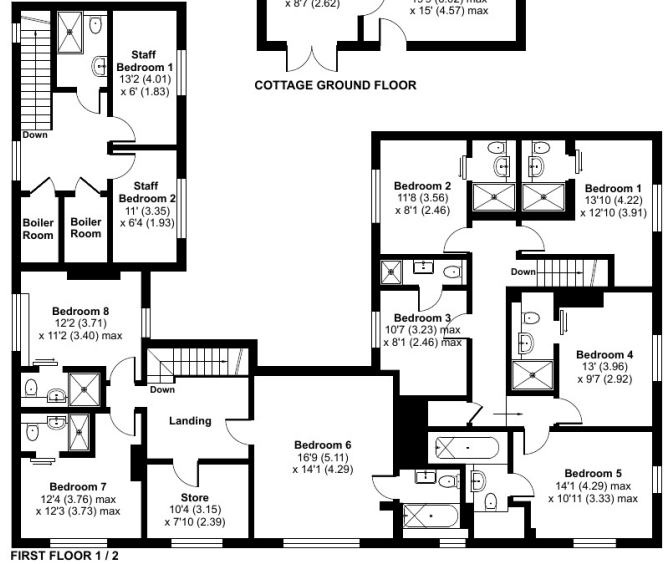 x 8'7 (2.62)
x 15' (4.57) max
COTTAGE GROUND FLOOR
Staff
Bedroom 1
13'2 (4.01)
x 6' (1.83)
Down
Staff
Bedroom 2
11' (3.35)
x 6'4 (1.93)
Boiler
Room
Boiler
Room
Bedroom 2
11'8 (3.56)
x 8'1 (2.46)
Bedroom 1
13'10 (4.22)
x 12'10 (3.91)
Down
Bedroom 8
12'2 (3.71)
x 11'2 (3.40) max
Bedroom 3
10'7 (3.23) max
x 8'1 (2.46) max
Bedroom 4
13' (3.96)
x 9'7 (2.92)
Down
Landing
Bedroom 6
16'9 (5.11)
x 14'1 (4.29)
Bedroom 7
12'4 (3.76) max
x 12'3 (3.73) max
Store
10'4 (3.15)
x 7'10 (2.39)
Bedroom 5
14'1 (4.29) max
x 10'11 (3.33) max
FIRST FLOOR 1 / 2